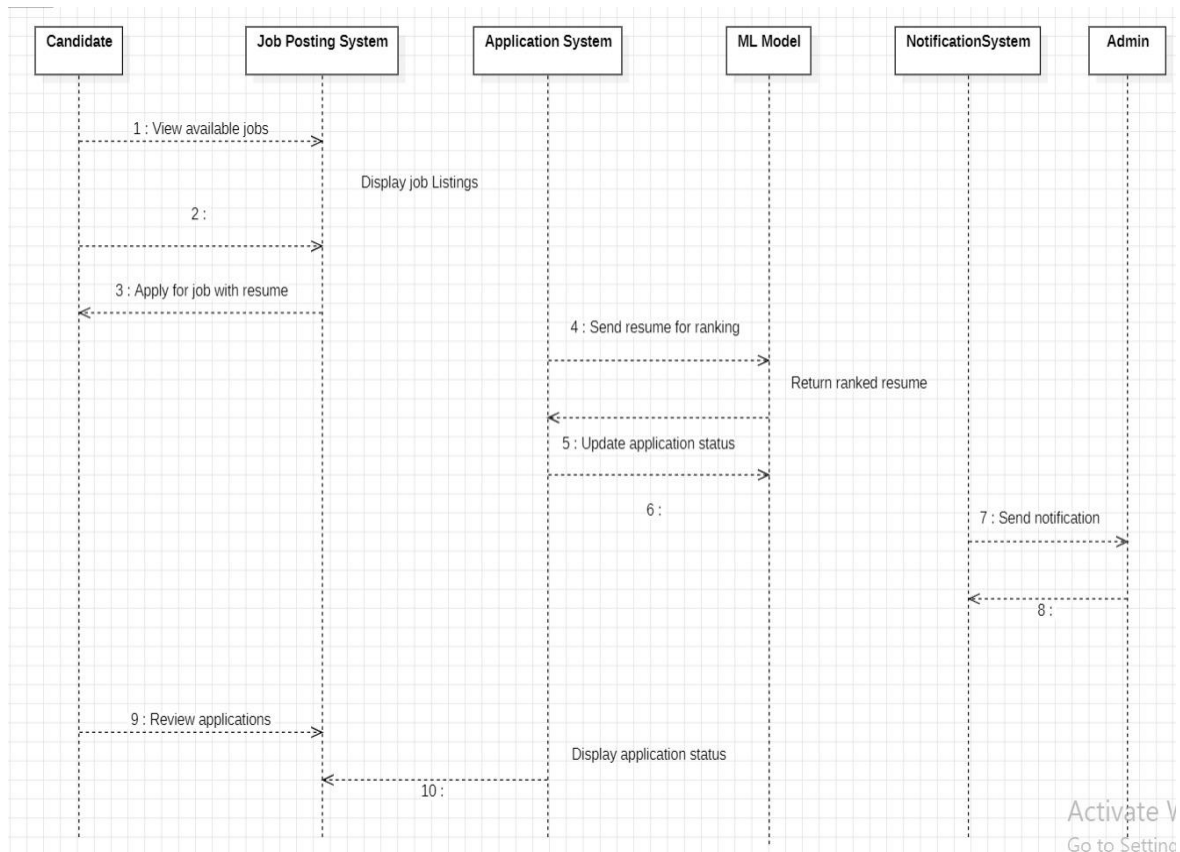 Candidate
Job Posting System
Application System
ML Model
NotificationSystem
Admin
1 : View available jobs
Display job Listings
2 :
3 : Apply for job with resume
4 : Send resume for ranking
Return ranked resume
5 : Update application status
6 :
7 : Send notification
8 :
9 : Review applications
Display application status
10 :
Activate W
Go to Setting